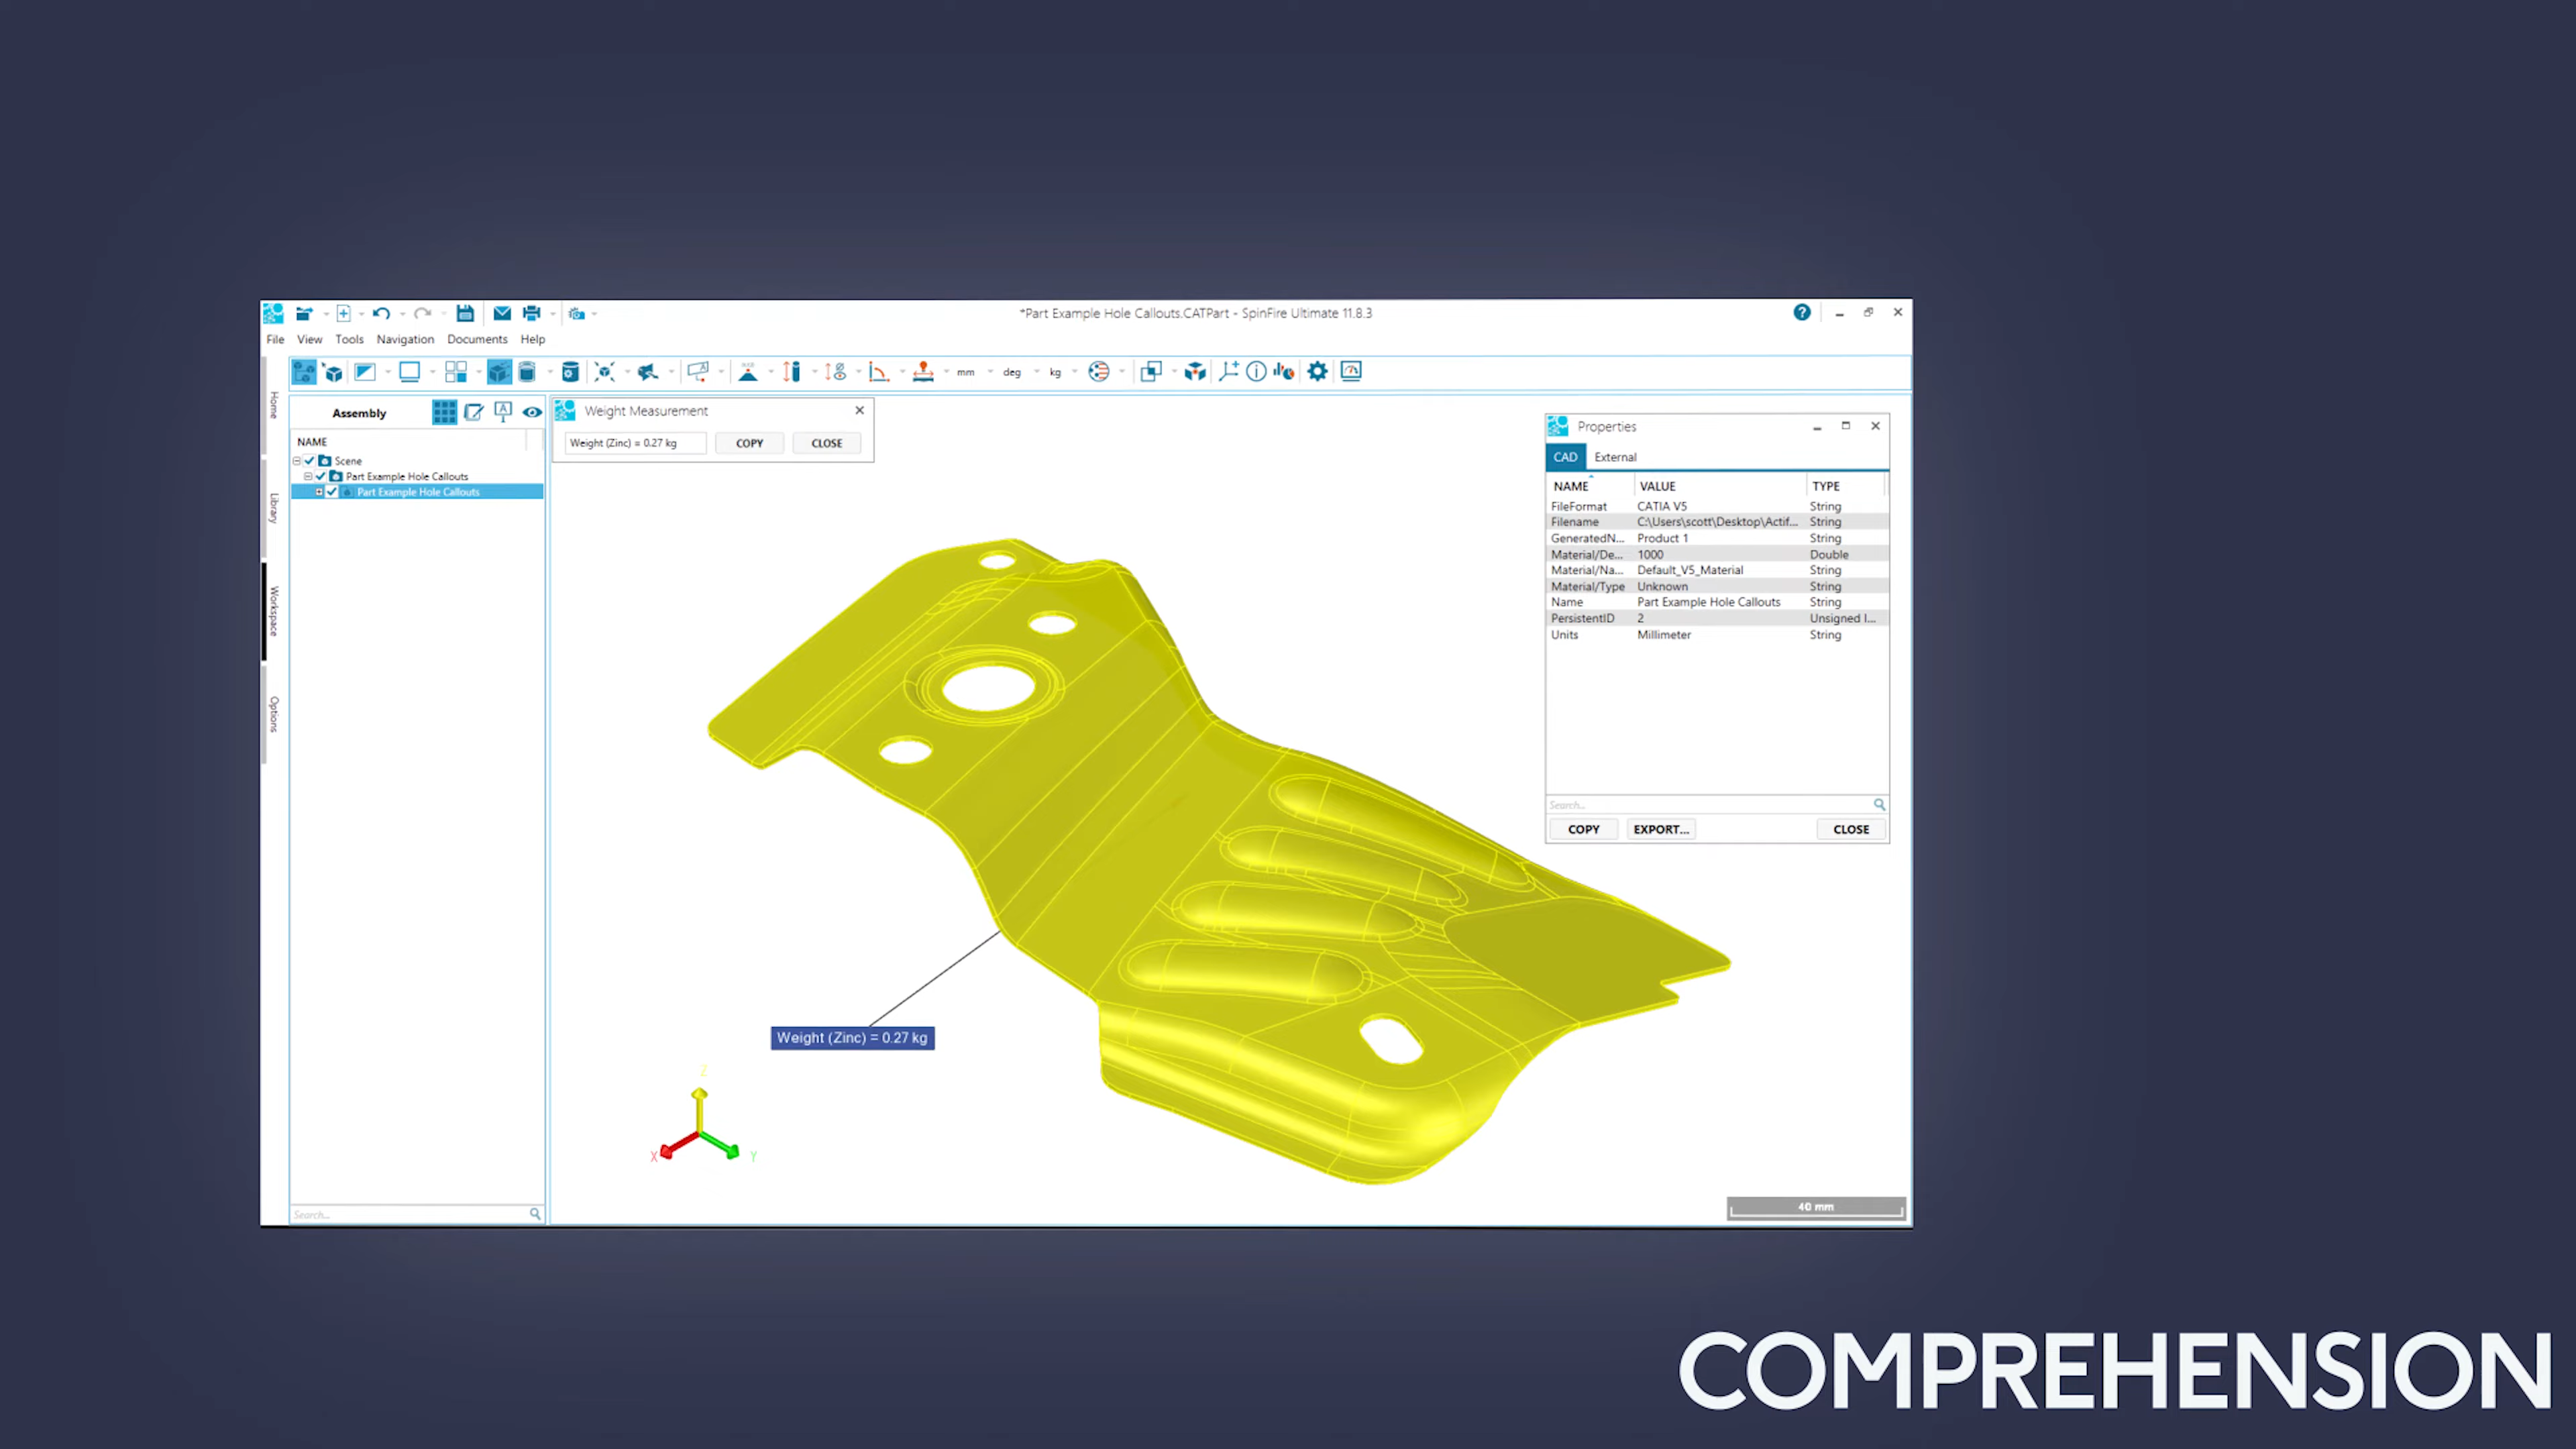 *Part Example Hole Callouts.CATPart - SpinFire Ultimate 11.8.3
File View Tools Navigation Documents Help
mm deg kg
Home
Library
Workspace
Options
Assembly
NAME
Scene
Part Example Hole Callouts
Part Example Hole Callouts
Search...
Weight Measurement
Weight (Zinc) = 0.27 kg COPY CLOSE
Properties
CAD External
NAME VALUE TYPE
FileFormat CATIA V5 String
Filename C:\Users\scott\Desktop\Actif... String
GeneratedN... Product 1 String
Material/De... 1000 Double
Material/Na... Default_V5_Material String
Material/Type Unknown String
Name Part Example Hole Callouts String
PersistentID 2 Unsigned I...
Units Millimeter String
Search...
COPY EXPORT... CLOSE
Weight (Zinc) = 0.27 kg
Z
X Y
40 mm
COMPREHENSION